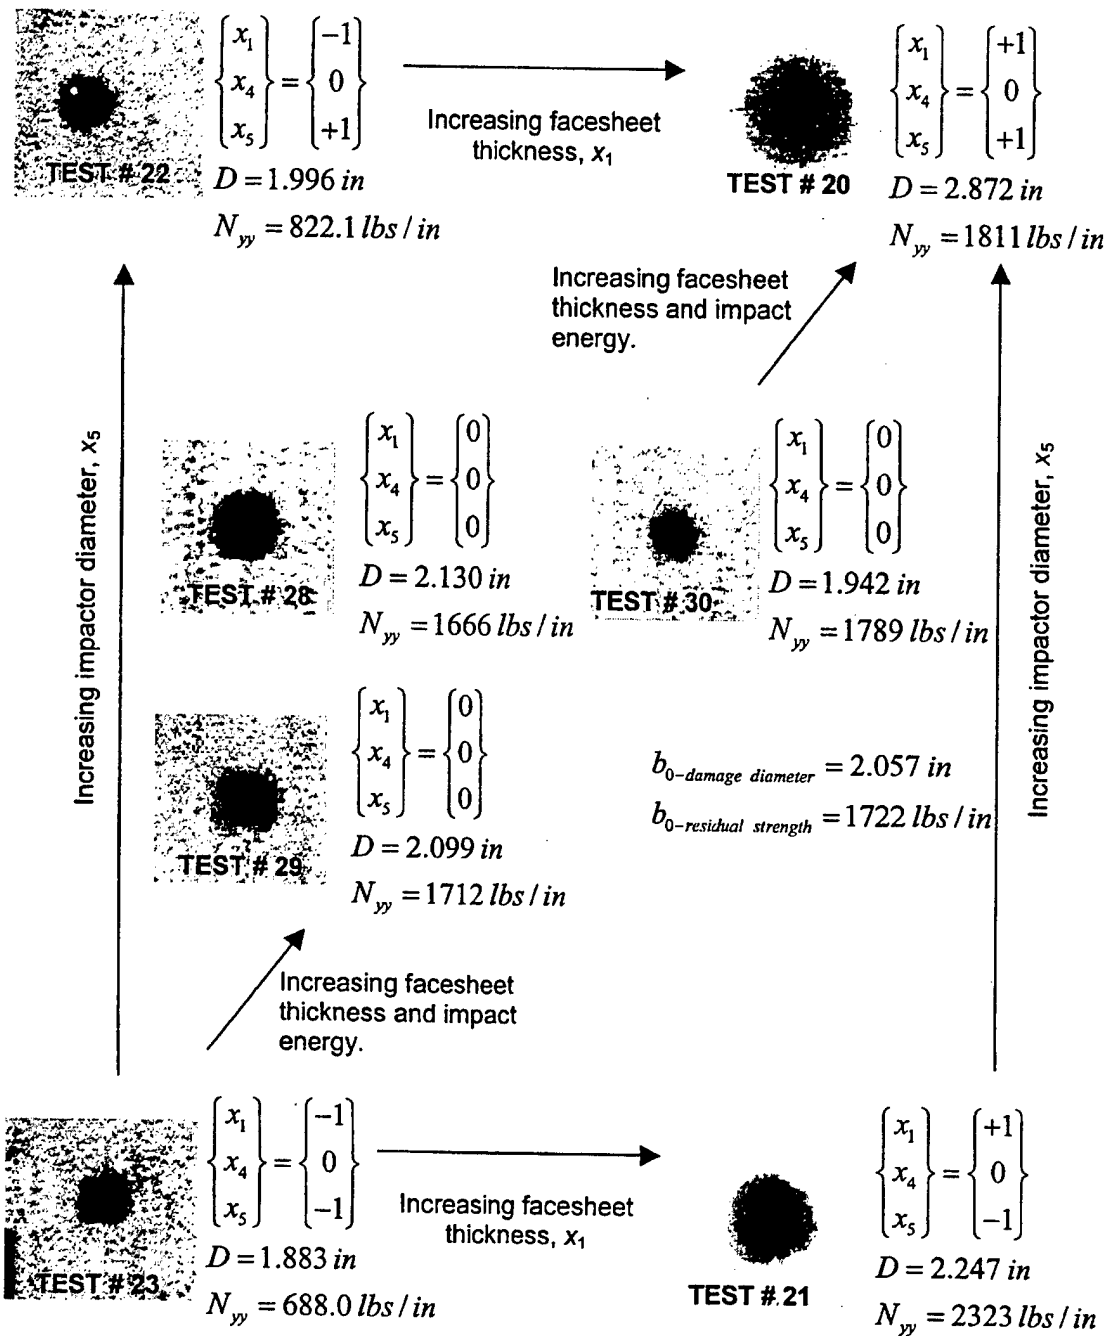 {x₁ x₄ x₅} = {−1 0 +1}
TEST # 22
D = 1.996 in
N_yy = 822.1 lbs / in
Increasing facesheet
thickness, x₁
{x₁ x₄ x₅} = {+1 0 +1}
TEST # 20
D = 2.872 in
N_yy = 1811 lbs / in
Increasing facesheet
thickness and impact
energy.
Increasing impactor diameter, x₅
{x₁ x₄ x₅} = {0 0 0}
TEST # 28
D = 2.130 in
N_yy = 1666 lbs / in
{x₁ x₄ x₅} = {0 0 0}
TEST # 30
D = 1.942 in
N_yy = 1789 lbs / in
Increasing impactor diameter, x₅
{x₁ x₄ x₅} = {0 0 0}
TEST # 29
D = 2.099 in
N_yy = 1712 lbs / in
b₀₋damage diameter = 2.057 in
b₀₋residual strength = 1722 lbs / in
Increasing facesheet
thickness and impact
energy.
{x₁ x₄ x₅} = {−1 0 −1}
TEST # 23
D = 1.883 in
N_yy = 688.0 lbs / in
Increasing facesheet
thickness, x₁
{x₁ x₄ x₅} = {+1 0 −1}
TEST # 21
D = 2.247 in
N_yy = 2323 lbs / in